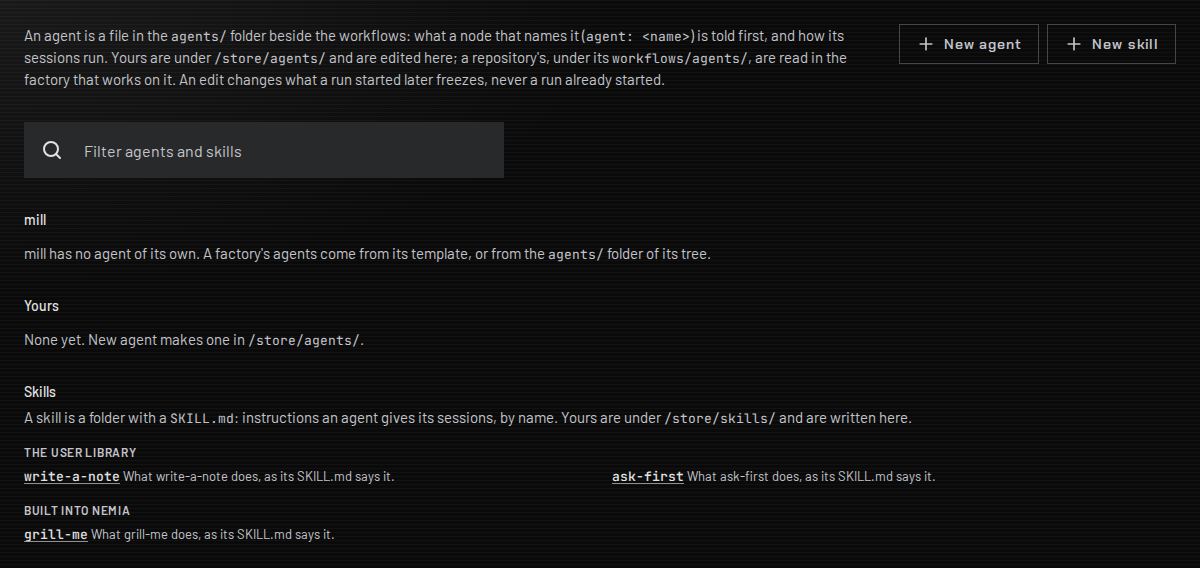 An agent is a file in the agents/ folder beside the workflows: what a node that names it (agent: <name>) is told first, and how its
sessions run. Yours are under /store/agents/ and are edited here; a repository's, under its workflows/agents/, are read in the
factory that works on it. An edit changes what a run started later freezes, never a run already started.
+ New agent
+ New skill
Filter agents and skills
mill
mill has no agent of its own. A factory's agents come from its template, or from the agents/ folder of its tree.
Yours
None yet. New agent makes one in /store/agents/.
Skills
A skill is a folder with a SKILL.md: instructions an agent gives its sessions, by name. Yours are under /store/skills/ and are written here.
THE USER LIBRARY
write-a-note What write-a-note does, as its SKILL.md says it.
ask-first What ask-first does, as its SKILL.md says it.
BUILT INTO NEMIA
grill-me What grill-me does, as its SKILL.md says it.